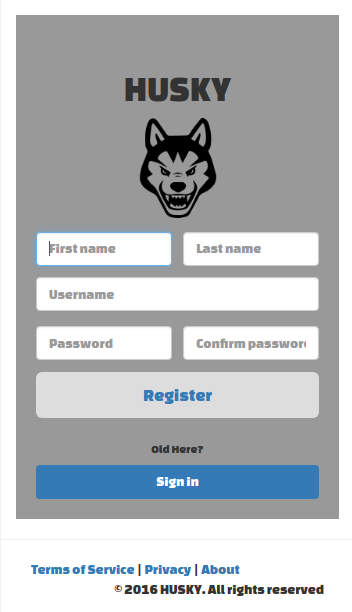 HUSKY
First name Last name
Username
Password Confirm passwor
Register
Old Here?
Sign in
Terms of Service | Privacy | About
© 2016 HUSKY. All rights reserved